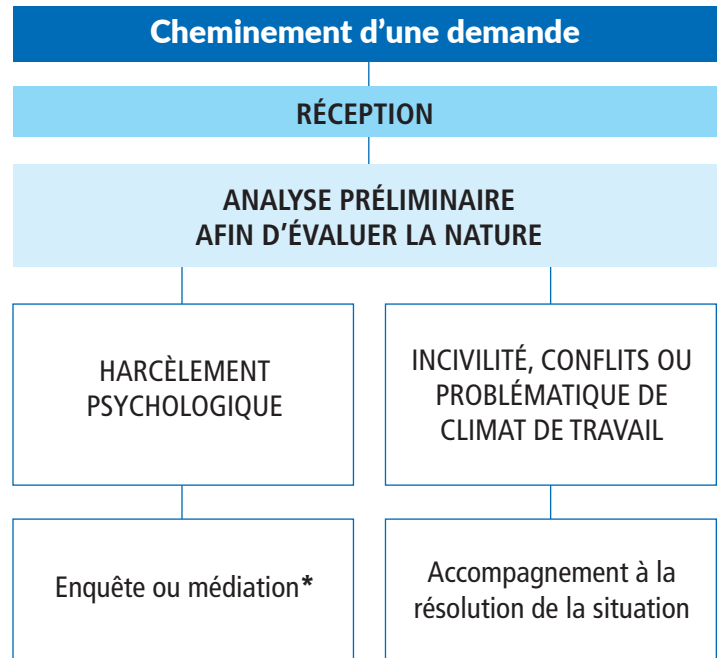 Cheminement d’une demande
RÉCEPTION
ANALYSE PRÉLIMINAIRE
AFIN D’ÉVALUER LA NATURE
HARCÈLEMENT
PSYCHOLOGIQUE
INCIVILITÉ, CONFLITS OU
PROBLÉMATIQUE DE
CLIMAT DE TRAVAIL
Enquête ou médiation*
Accompagnement à la
résolution de la situation